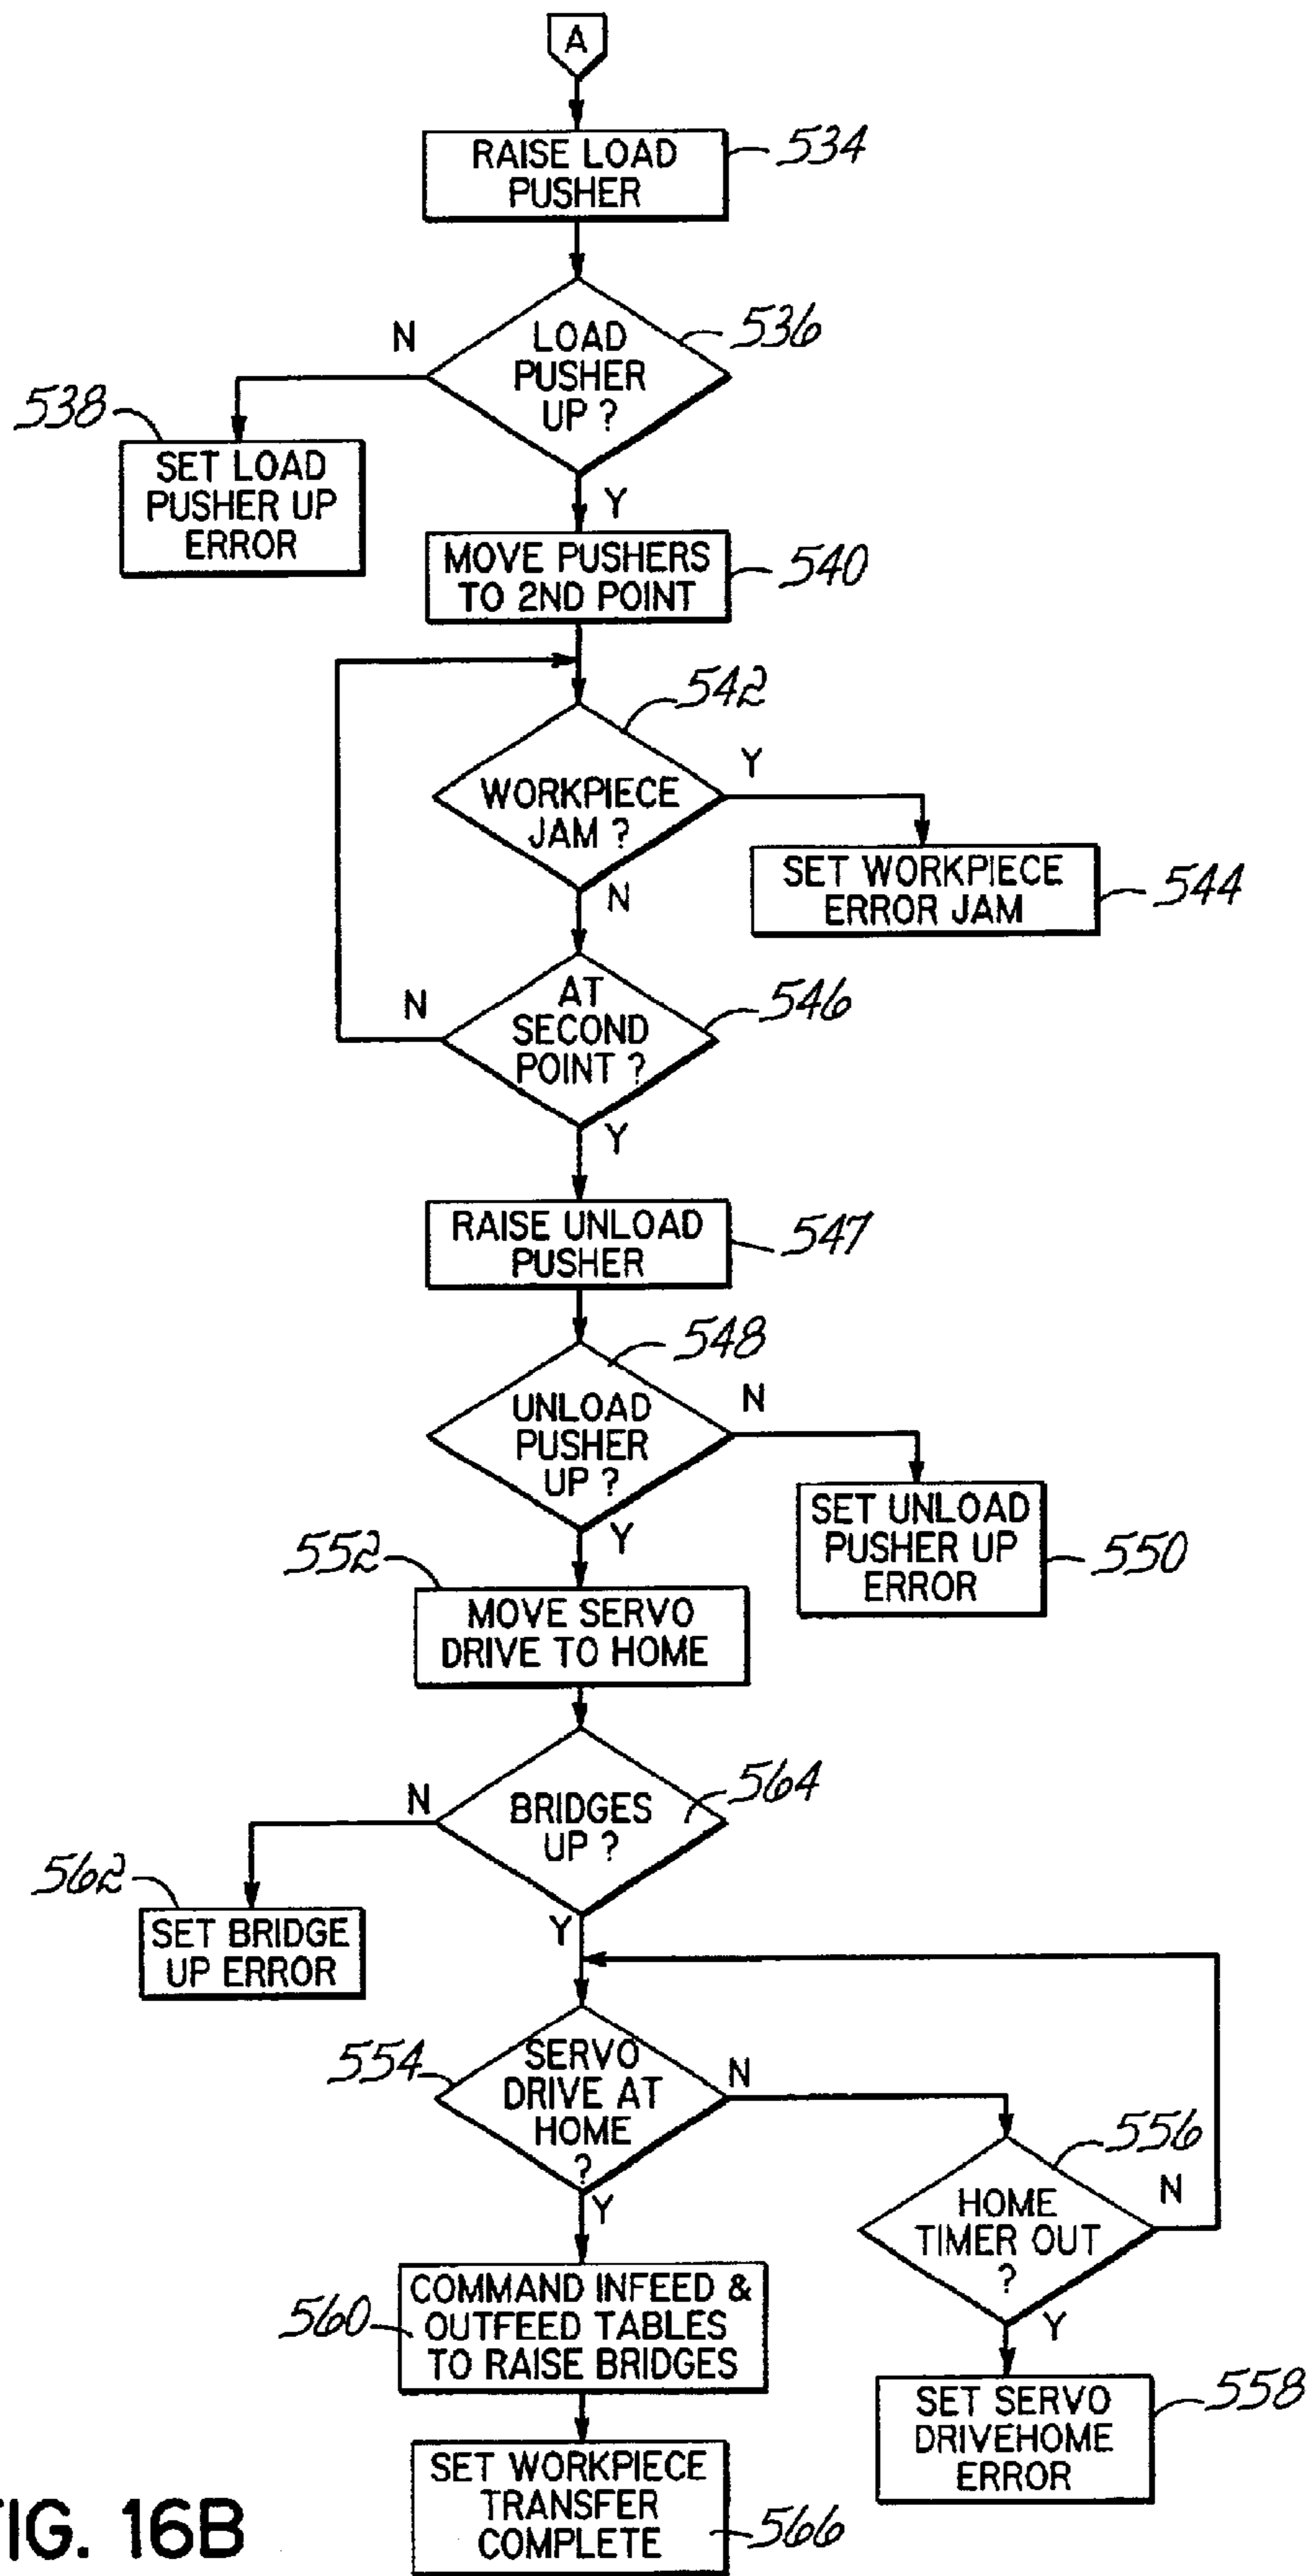 A
RAISE LOAD
PUSHER
534
LOAD
PUSHER
UP ?
536
N
538
SET LOAD
PUSHER UP
ERROR
Y
MOVE PUSHERS
TO 2ND POINT
540
542
WORKPIECE
JAM ?
Y
SET WORKPIECE
ERROR JAM
544
N
AT
SECOND
POINT ?
546
N
Y
RAISE UNLOAD
PUSHER
547
548
UNLOAD
PUSHER
UP ?
N
SET UNLOAD
PUSHER UP
ERROR
550
Y
552
MOVE SERVO
DRIVE TO HOME
BRIDGES
UP ?
564
N
562
SET BRIDGE
UP ERROR
Y
554
SERVO
DRIVE AT
HOME
?
N
556
HOME
TIMER OUT
?
N
Y
SET SERVO
DRIVEHOME
ERROR
558
Y
COMMAND INFEED &
OUTFEED TABLES
TO RAISE BRIDGES
560
SET WORKPIECE
TRANSFER
COMPLETE
566
FIG. 16B